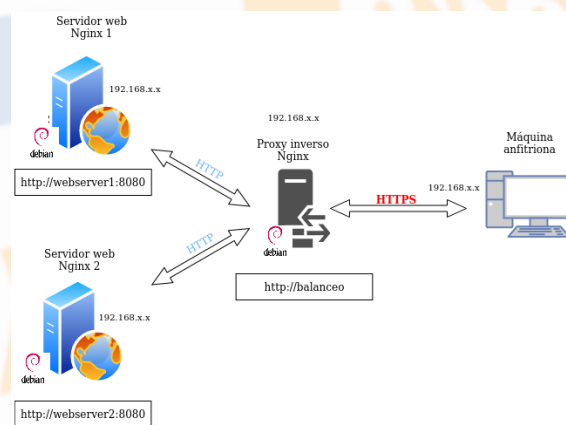 Servidor web
Nginx 1
192.168.x.x
debian
http://webserver1:8080
HTTP
192.168.x.x
Proxy inverso
Nginx
debian
http://balanceo
HTTPS
192.168.x.x
Máquina
anfitriona
HTTP
Servidor web
Nginx 2
192.168.x.x
debian
http://webserver2:8080